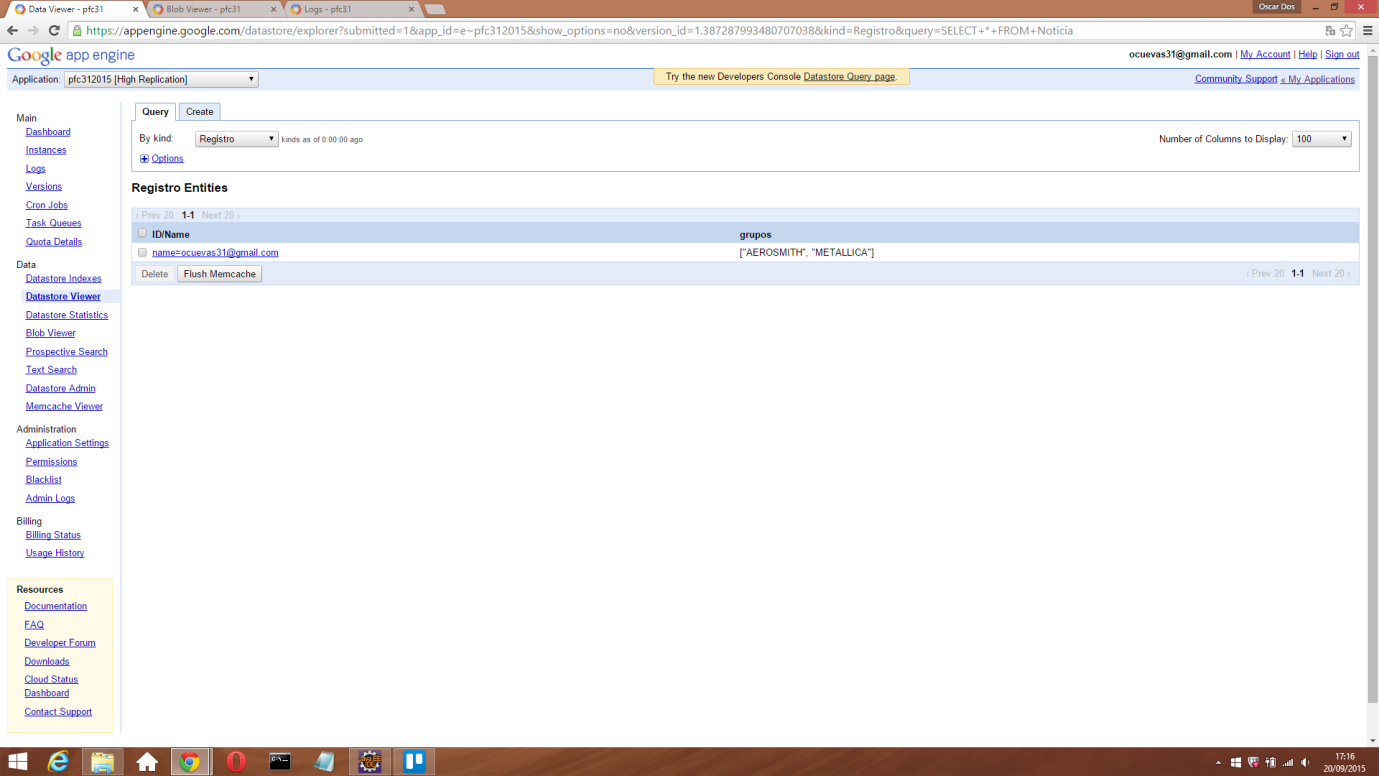 Data Viewer - pfc31
Blob Viewer - pfc31
Logs - pfc31
Oscar Dos
https://appengine.google.com/datastore/explorer?submitted=1&app_id=e~pfc312015&show_options=no&version_id=1.387287993480707038&kind=Registro&query=SELECT+*+FROM+Noticia
Google app engine
ocuevas31@gmail.com | My Account | Help | Sign out
Application: pfc312015 [High Replication]
Try the new Developers Console Datastore Query page.
Community Support « My Applications
Main
Dashboard
Instances
Logs
Versions
Cron Jobs
Task Queues
Quota Details
Data
Datastore Indexes
Datastore Viewer
Datastore Statistics
Blob Viewer
Prospective Search
Text Search
Datastore Admin
Memcache Viewer
Administration
Application Settings
Permissions
Blacklist
Admin Logs
Billing
Billing Status
Usage History
Resources
Documentation
FAQ
Developer Forum
Downloads
Cloud Status
Dashboard
Contact Support
Query Create
By kind: Registro kinds as of 0:00:00 ago
Number of Columns to Display: 100
Options
Registro Entities
‹ Prev 20 1-1 Next 20 ›
ID/Name grupos
name=ocuevas31@gmail.com ["AEROSMITH", "METALLICA"]
Delete Flush Memcache
‹ Prev 20 1-1 Next 20 ›
17:16
20/09/2015